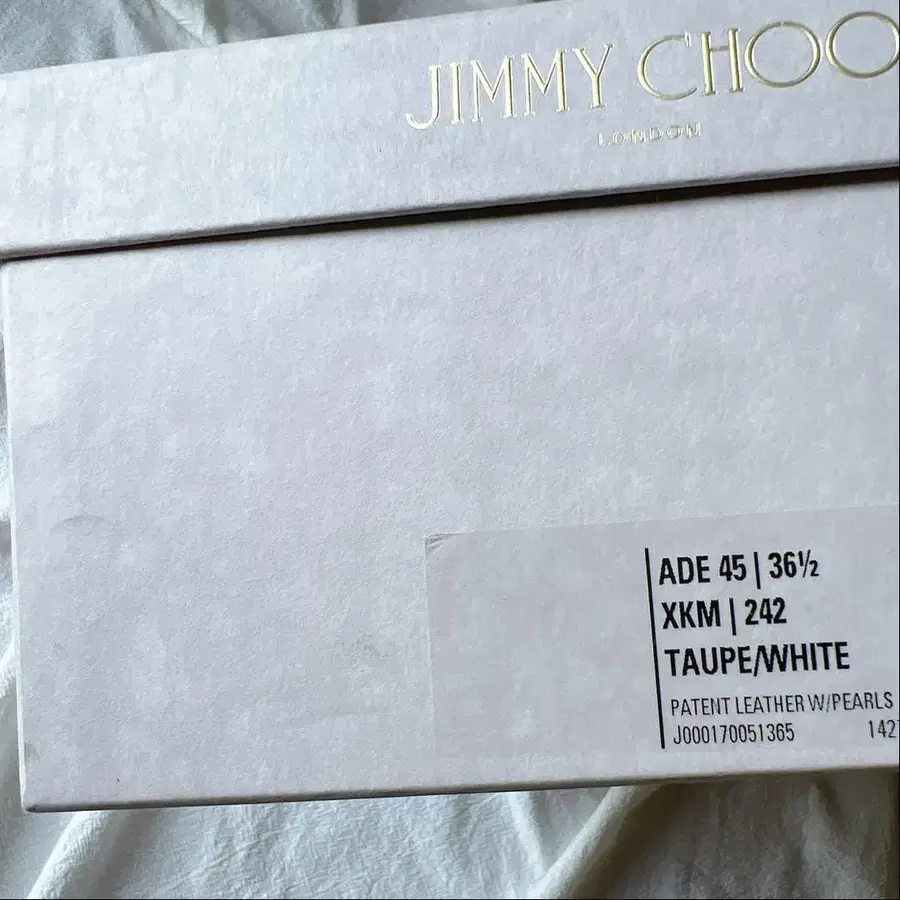 JIMMY CHOO
LONDON
ADE 45 | 36½
XKM | 242
TAUPE/WHITE
PATENT LEATHER W/PEARLS
J000170051365